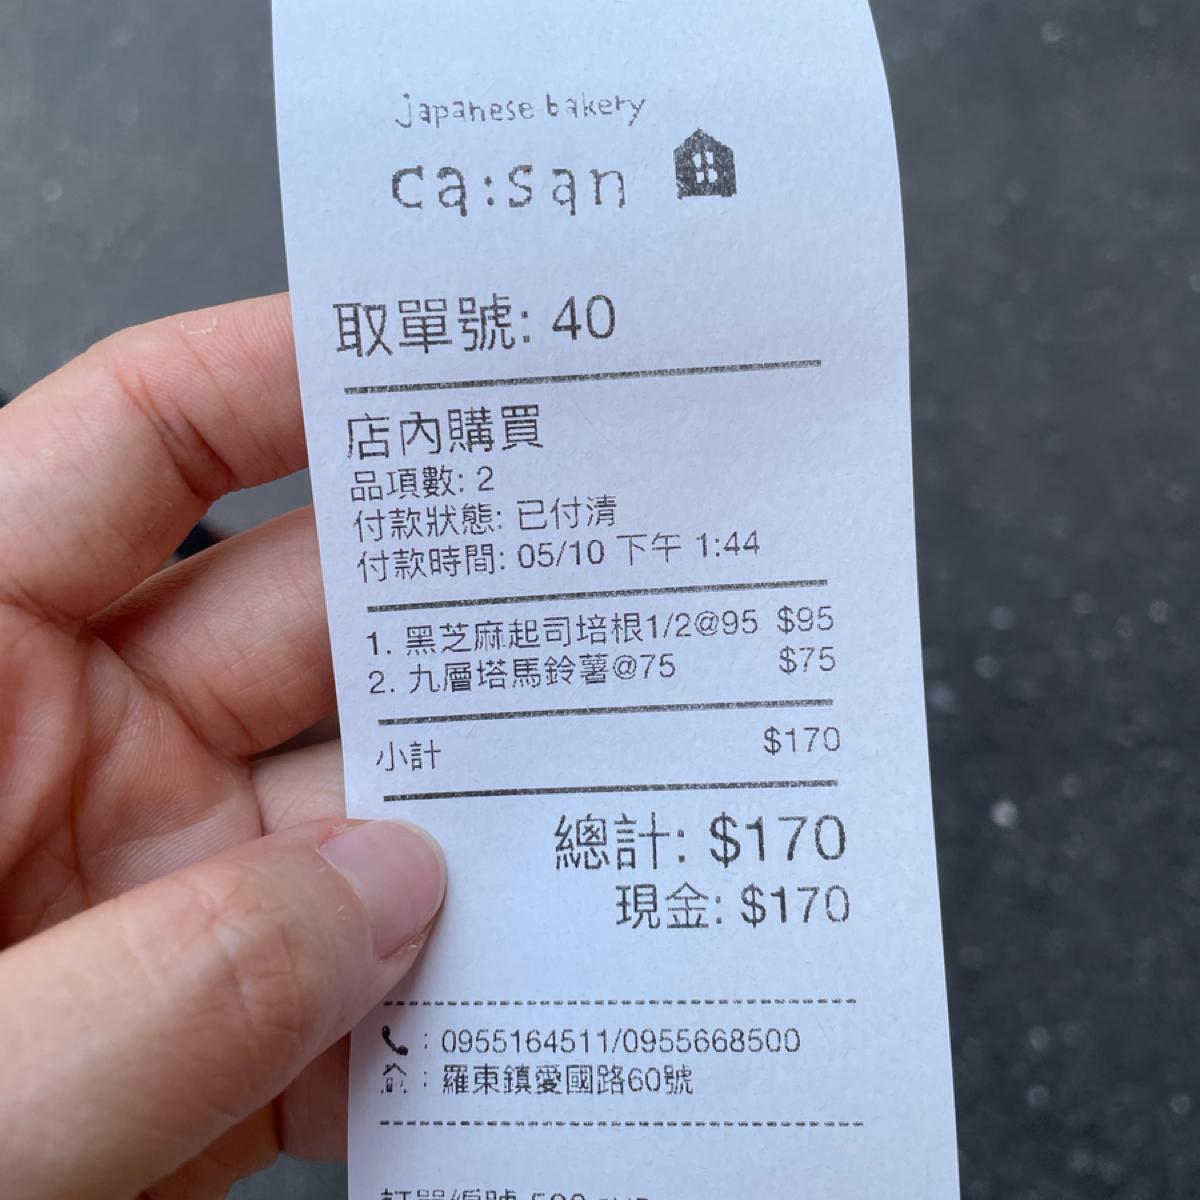 japanese bakery
ca:san
取單號: 40
店內購買
品項數: 2
付款狀態: 已付清
付款時間: 05/10 下午 1:44
1. 黑芝麻起司培根1/2@95 $95
2. 九層塔馬鈴薯@75 $75
小計 $170
總計: $170
現金: $170
: 0955164511/0955668500
: 羅東鎮愛國路60號